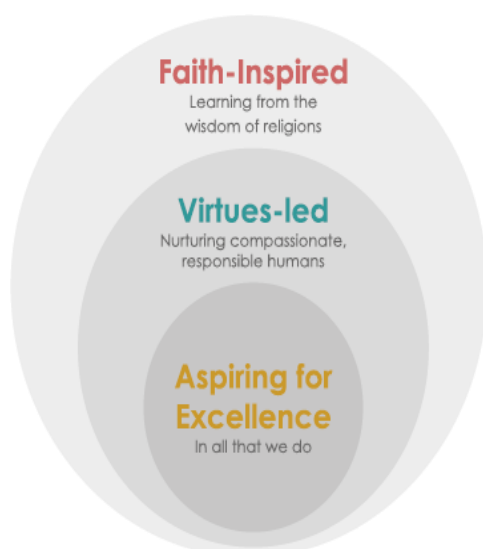 Faith-Inspired
Learning from the
wisdom of religions
Virtues-led
Nurturing compassionate,
responsible humans
Aspiring for
Excellence
In all that we do